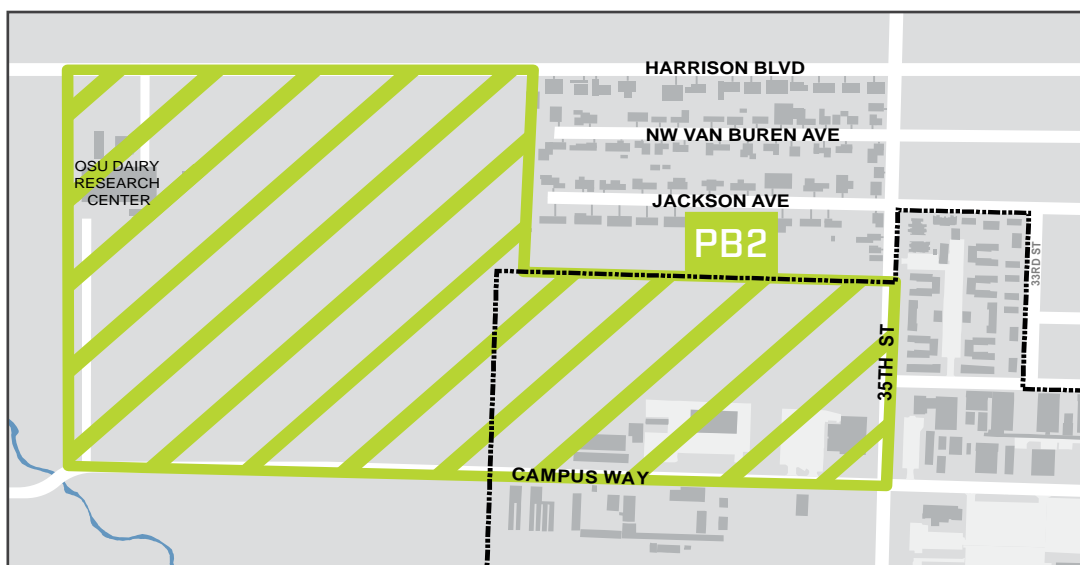 HARRISON BLVD
NW VAN BUREN AVE
OSU DAIRY
RESEARCH
CENTER
JACKSON AVE
PB2
33RD ST
35TH ST
CAMPUS WAY